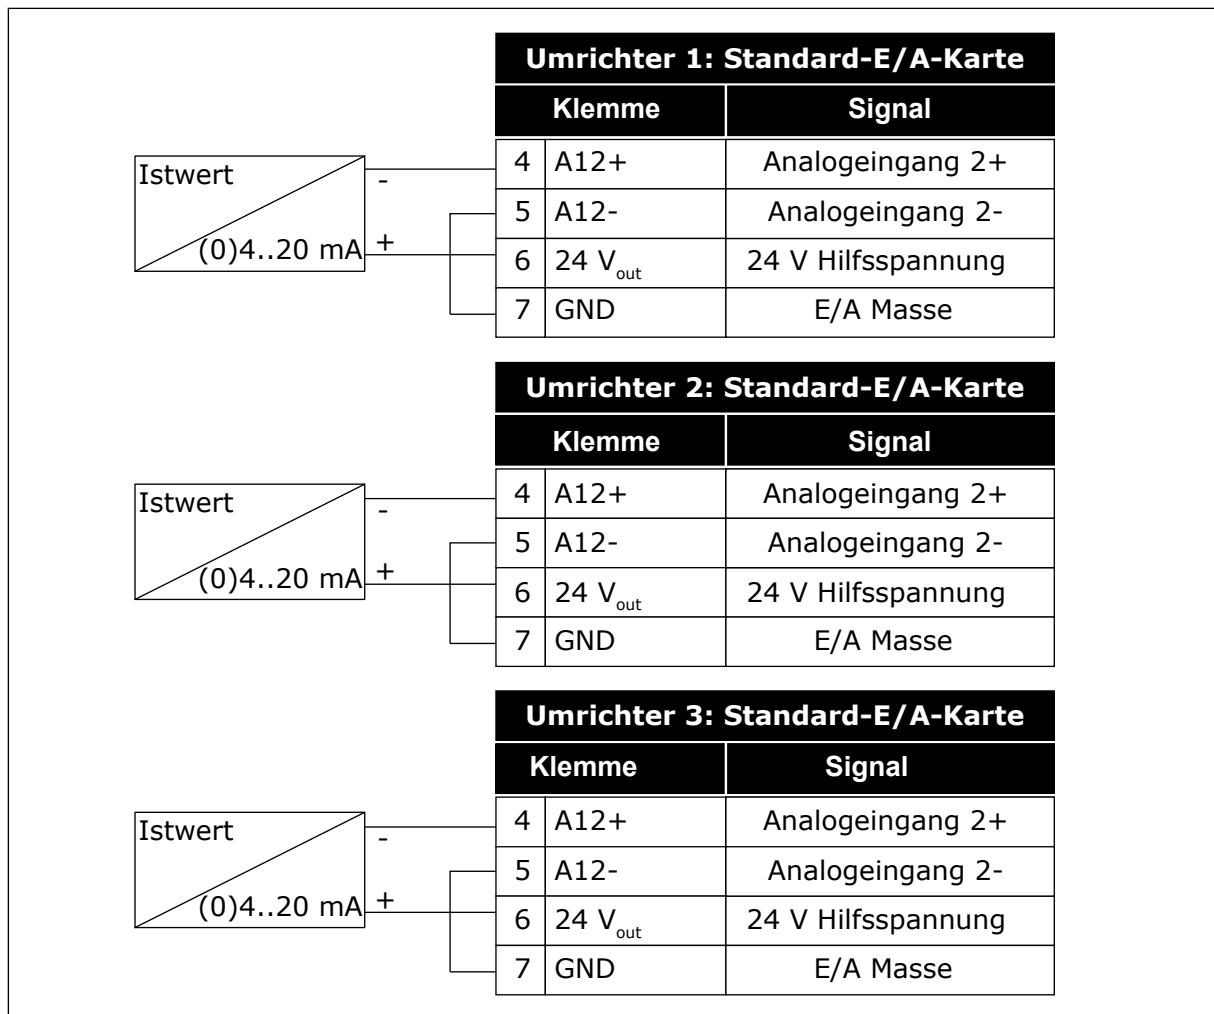 Umrichter 1: Standard-E/A-Karte
Klemme Signal
Istwert
(0)4..20 mA
-
+
4 A12+ Analogeingang 2+
5 A12- Analogeingang 2-
6 24 Vout 24 V Hilfsspannung
7 GND E/A Masse
Umrichter 2: Standard-E/A-Karte
Klemme Signal
Istwert
(0)4..20 mA
-
+
4 A12+ Analogeingang 2+
5 A12- Analogeingang 2-
6 24 Vout 24 V Hilfsspannung
7 GND E/A Masse
Umrichter 3: Standard-E/A-Karte
Klemme Signal
Istwert
(0)4..20 mA
-
+
4 A12+ Analogeingang 2+
5 A12- Analogeingang 2-
6 24 Vout 24 V Hilfsspannung
7 GND E/A Masse